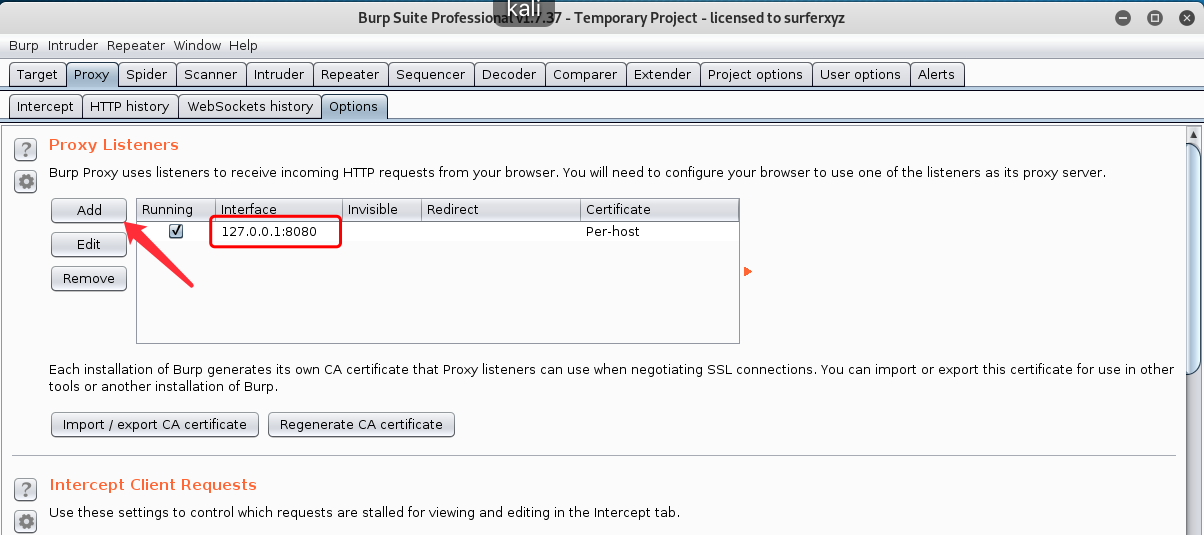 kali
Burp Suite Professional v1.7.37 - Temporary Project - licensed to surferxyz
Burp Intruder Repeater Window Help
Target Proxy Spider Scanner Intruder Repeater Sequencer Decoder Comparer Extender Project options User options Alerts
Intercept HTTP history WebSockets history Options
? Proxy Listeners
Burp Proxy uses listeners to receive incoming HTTP requests from your browser. You will need to configure your browser to use one of the listeners as its proxy server.
Add Running Interface Invisible Redirect Certificate
127.0.0.1:8080 Per-host
Edit
Remove
Each installation of Burp generates its own CA certificate that Proxy listeners can use when negotiating SSL connections. You can import or export this certificate for use in other
tools or another installation of Burp.
Import / export CA certificate Regenerate CA certificate
? Intercept Client Requests
Use these settings to control which requests are stalled for viewing and editing in the Intercept tab.